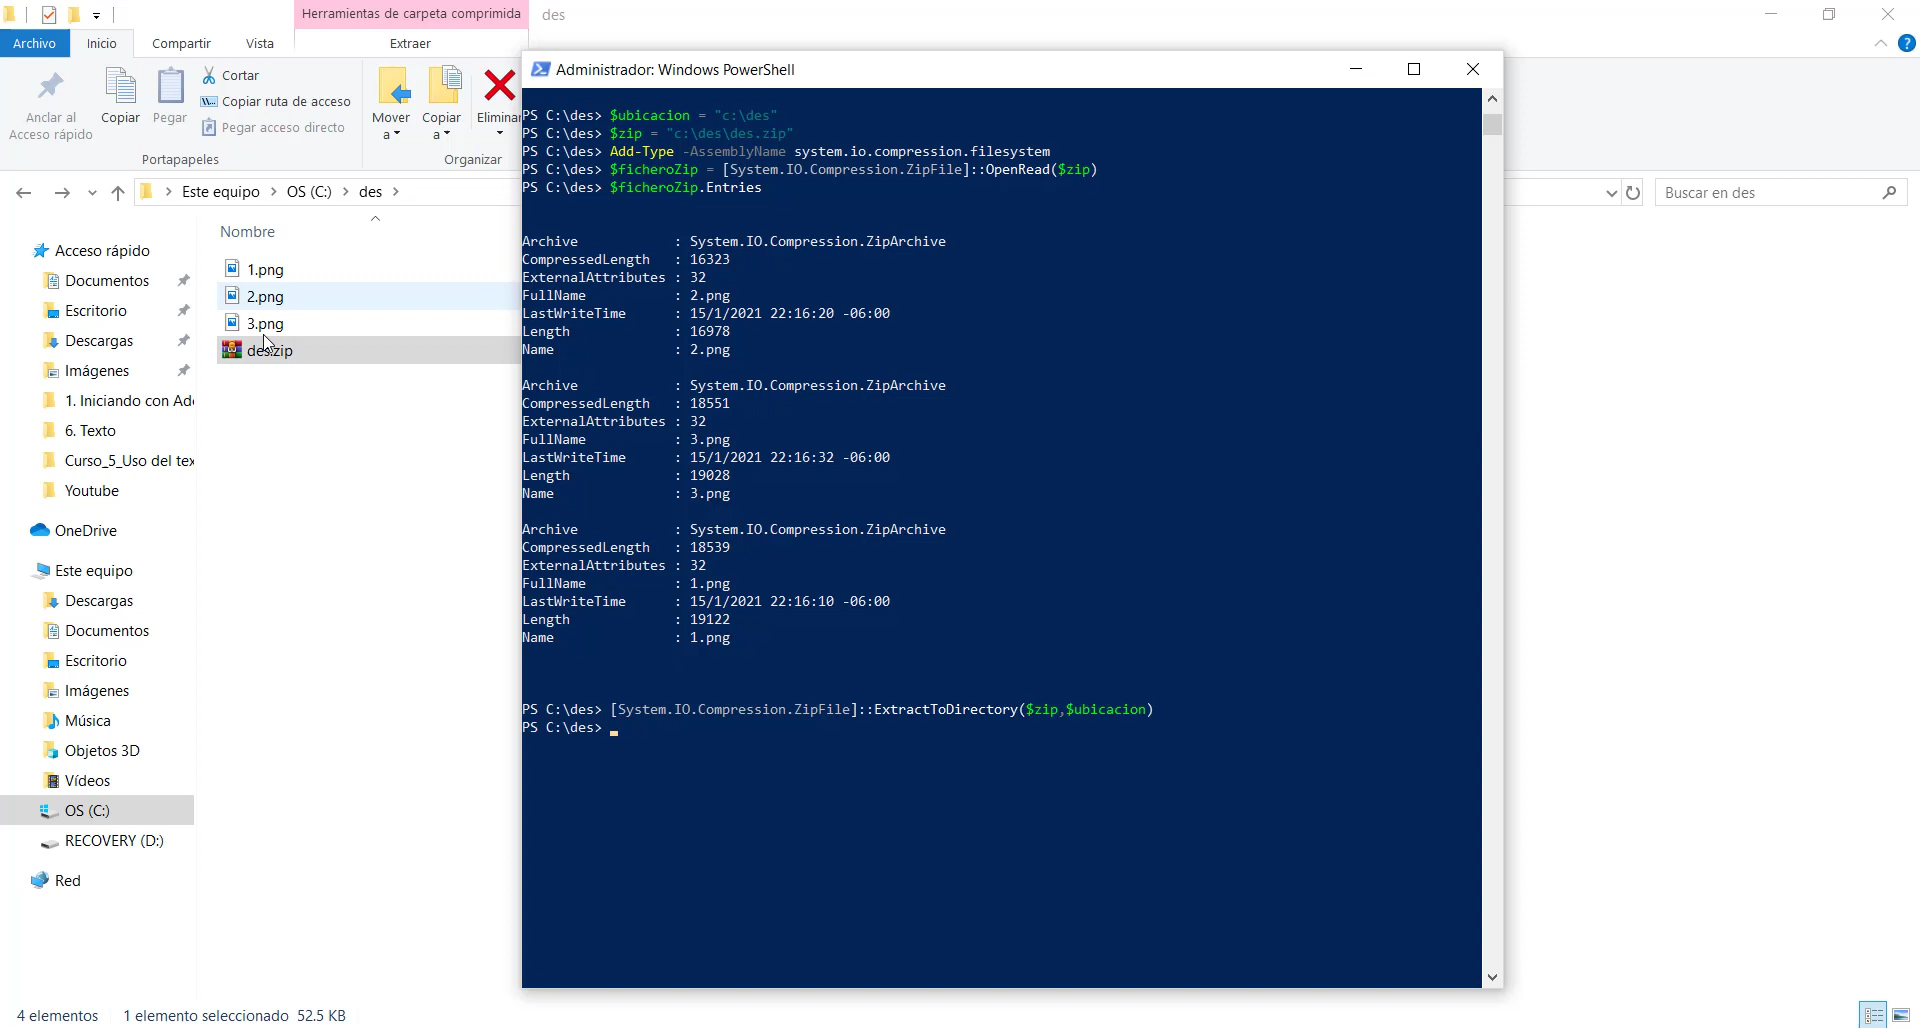 Herramientas de carpeta comprimida
des
Archivo
Inicio
Compartir
Vista
Extraer
Anclar al
Acceso rápido
Copiar
Pegar
Cortar
Copiar ruta de acceso
Pegar acceso directo
Portapapeles
Mover
a
Copiar
a
Eliminar
Organizar
Este equipo > OS (C:) > des >
Buscar en des
Nombre
1.png
2.png
3.png
des.zip
Acceso rápido
Documentos
Escritorio
Descargas
Imágenes
1. Iniciando con Ad
6. Texto
Curso_5_Uso del tex
Youtube
OneDrive
Este equipo
Descargas
Documentos
Escritorio
Imágenes
Música
Objetos 3D
Vídeos
OS (C:)
RECOVERY (D:)
Red
4 elementos
1 elemento seleccionado 52.5 KB
Administrador: Windows PowerShell
PS C:\des> $ubicacion = "c:\des"
PS C:\des> $zip = "c:\des\des.zip"
PS C:\des> Add-Type -AssemblyName system.io.compression.filesystem
PS C:\des> $ficheroZip = [System.IO.Compression.ZipFile]::OpenRead($zip)
PS C:\des> $ficheroZip.Entries
Archive : System.IO.Compression.ZipArchive
CompressedLength : 16323
ExternalAttributes : 32
FullName : 2.png
LastWriteTime : 15/1/2021 22:16:20 -06:00
Length : 16978
Name : 2.png
Archive : System.IO.Compression.ZipArchive
CompressedLength : 18551
ExternalAttributes : 32
FullName : 3.png
LastWriteTime : 15/1/2021 22:16:32 -06:00
Length : 19028
Name : 3.png
Archive : System.IO.Compression.ZipArchive
CompressedLength : 18539
ExternalAttributes : 32
FullName : 1.png
LastWriteTime : 15/1/2021 22:16:10 -06:00
Length : 19122
Name : 1.png
PS C:\des> [System.IO.Compression.ZipFile]::ExtractToDirectory($zip,$ubicacion)
PS C:\des>